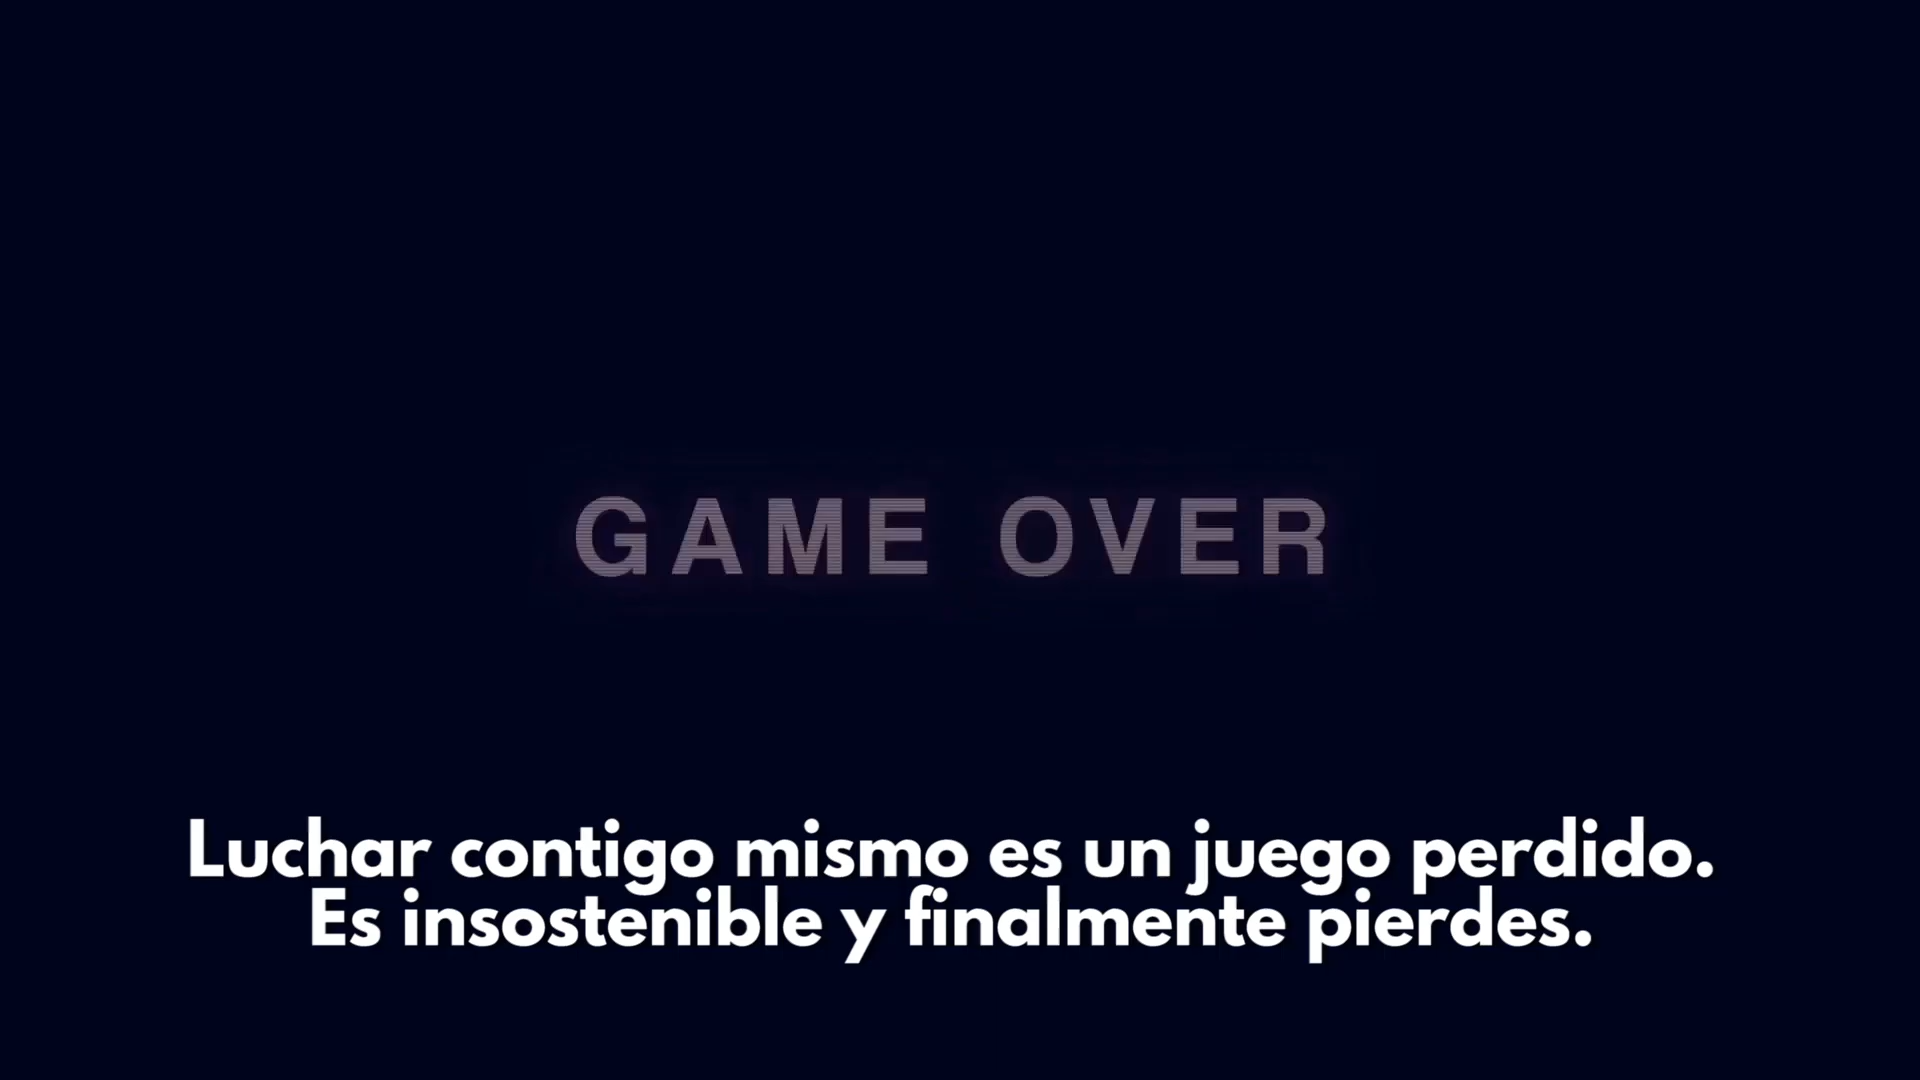 GAME OVER
Luchar contigo mismo es un juego perdido.
Es insostenible y finalmente pierdes.